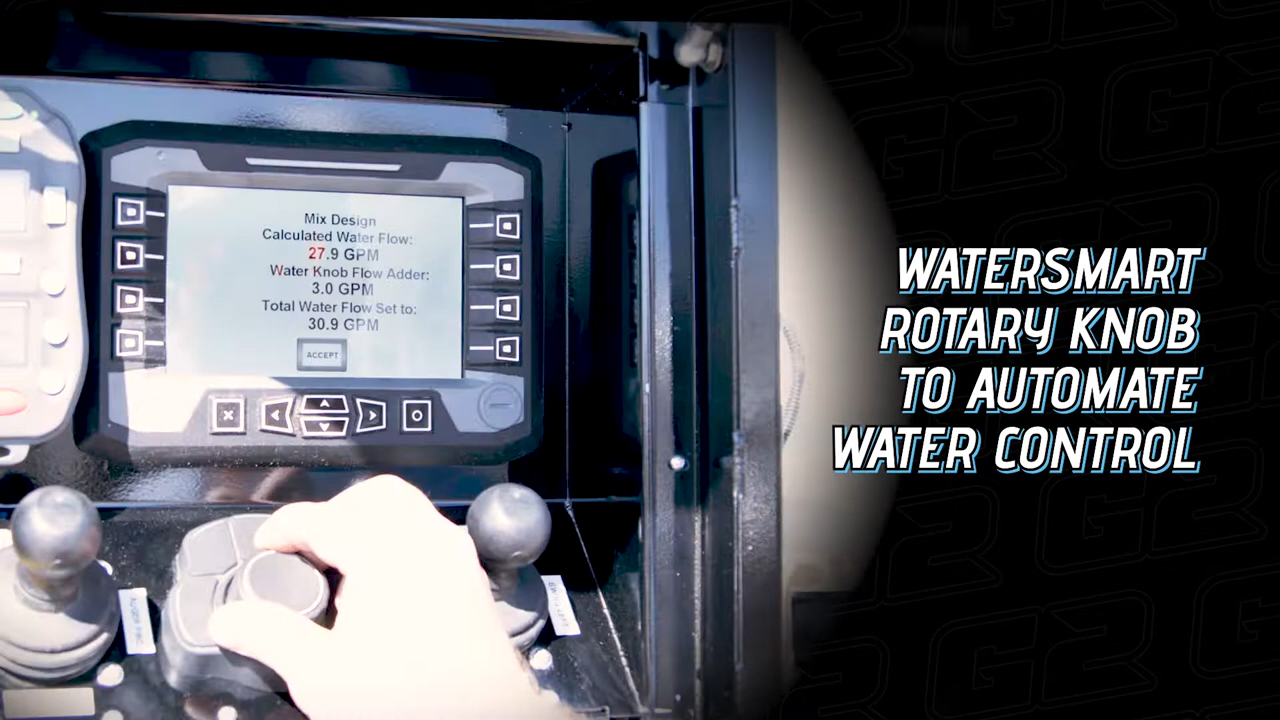 Mix Design
Calculated Water Flow:
27.9 GPM
Water Knob Flow Adder:
3.0 GPM
Total Water Flow Set to:
30.9 GPM
ACCEPT
WATERSMART
ROTARY KNOB
TO AUTOMATE
WATER CONTROL
G2